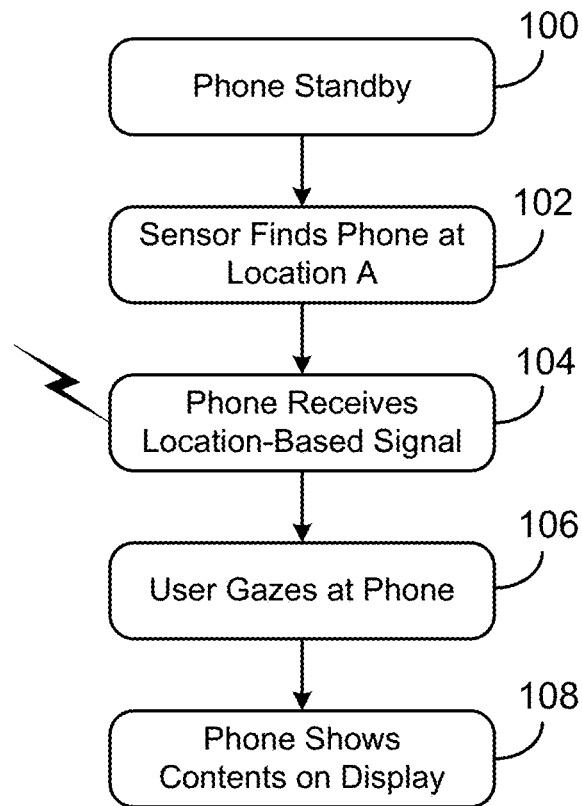 100
Phone Standby
102
Sensor Finds Phone at
Location A
104
Phone Receives
Location-Based Signal
106
User Gazes at Phone
108
Phone Shows
Contents on Display